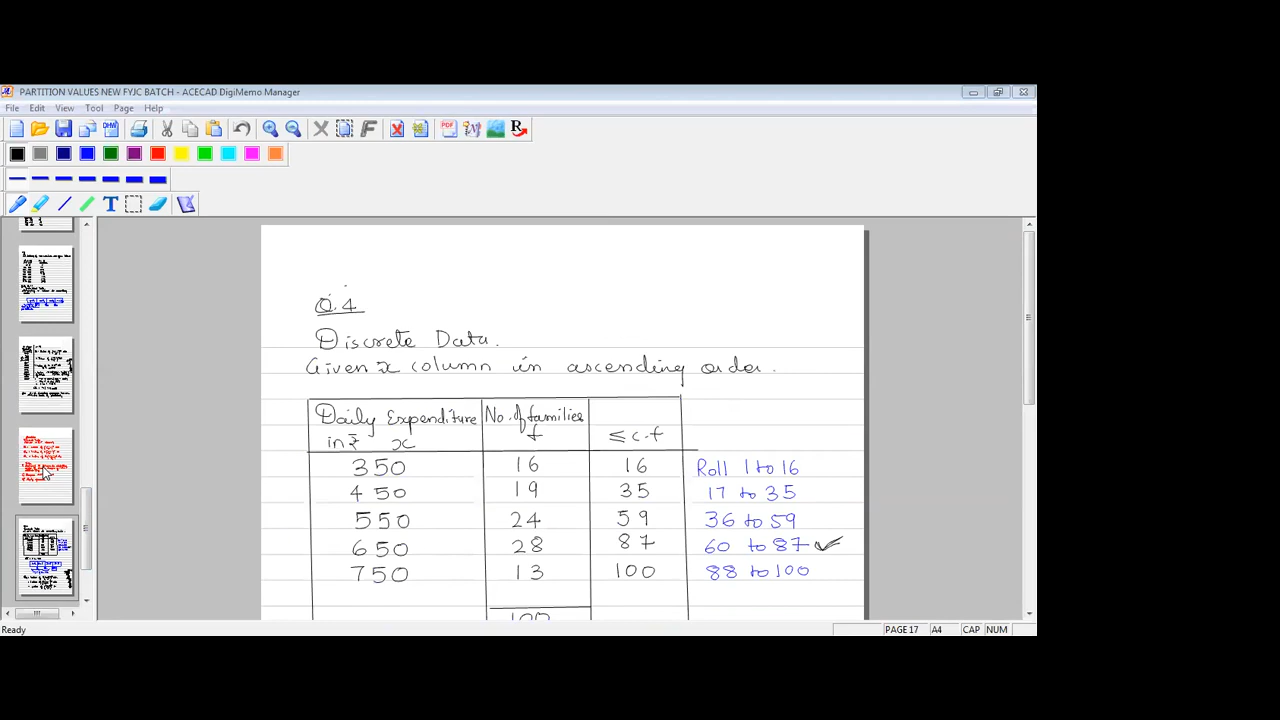 PARTITION VALUES NEW FYJC BATCH - ACECAD DigiMemo Manager
File Edit View Tool Page Help
Q.4
Discrete Data.
Given x column in ascending order.
Daily Expenditure in ₹ x No. of families f ≤ c.f
350 16 16 Roll 1 to 16
450 19 35 17 to 35
550 24 59 36 to 59
650 28 87 60 to 87 ✓
750 13 100 88 to 100
100
Ready PAGE 17 A4 CAP NUM